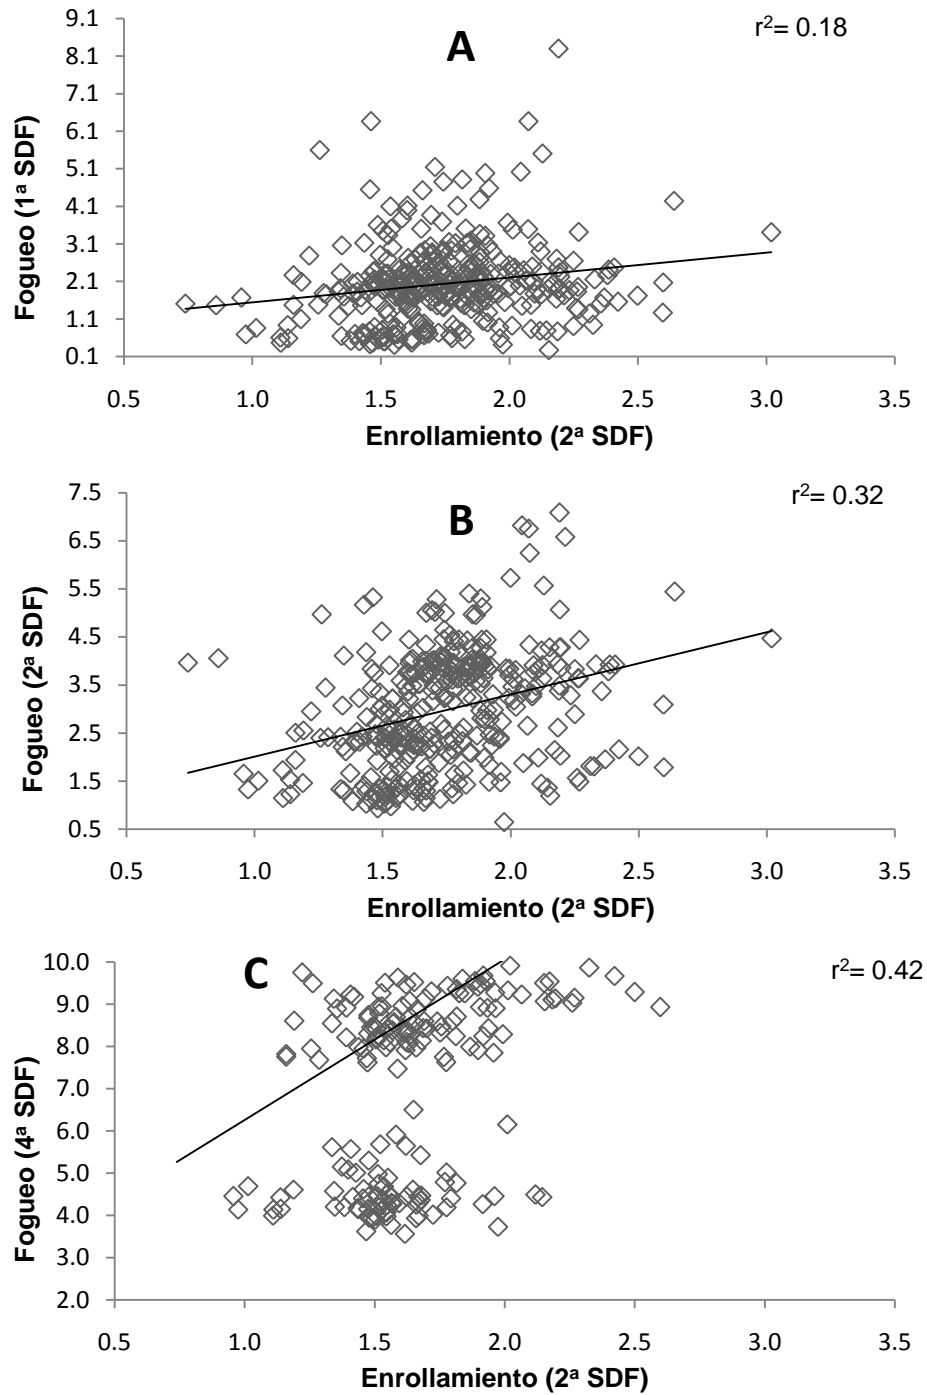 A
r²= 0.18
Fogueo (1ª SDF)
9.1
8.1
7.1
6.1
5.1
4.1
3.1
2.1
1.1
0.1
0.5 1.0 1.5 2.0 2.5 3.0 3.5
Enrollamiento (2ª SDF)
B
r²= 0.32
Fogueo (2ª SDF)
7.5
6.5
5.5
4.5
3.5
2.5
1.5
0.5
0.5 1.0 1.5 2.0 2.5 3.0 3.5
Enrollamiento (2ª SDF)
C
r²= 0.42
Fogueo (4ª SDF)
10.0
9.0
8.0
7.0
6.0
5.0
4.0
3.0
2.0
0.5 1.0 1.5 2.0 2.5 3.0 3.5
Enrollamiento (2ª SDF)